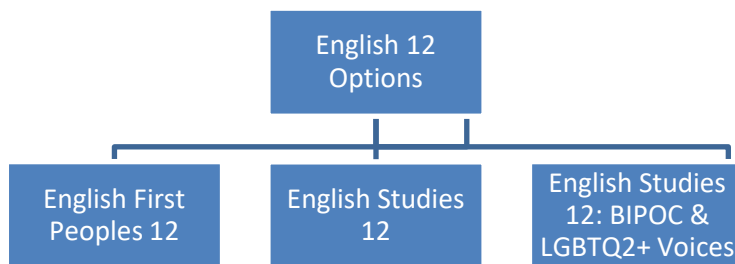 English 12
Options
English First
Peoples 12
English Studies
12
English Studies
12: BIPOC &
LGBTQ2+ Voices